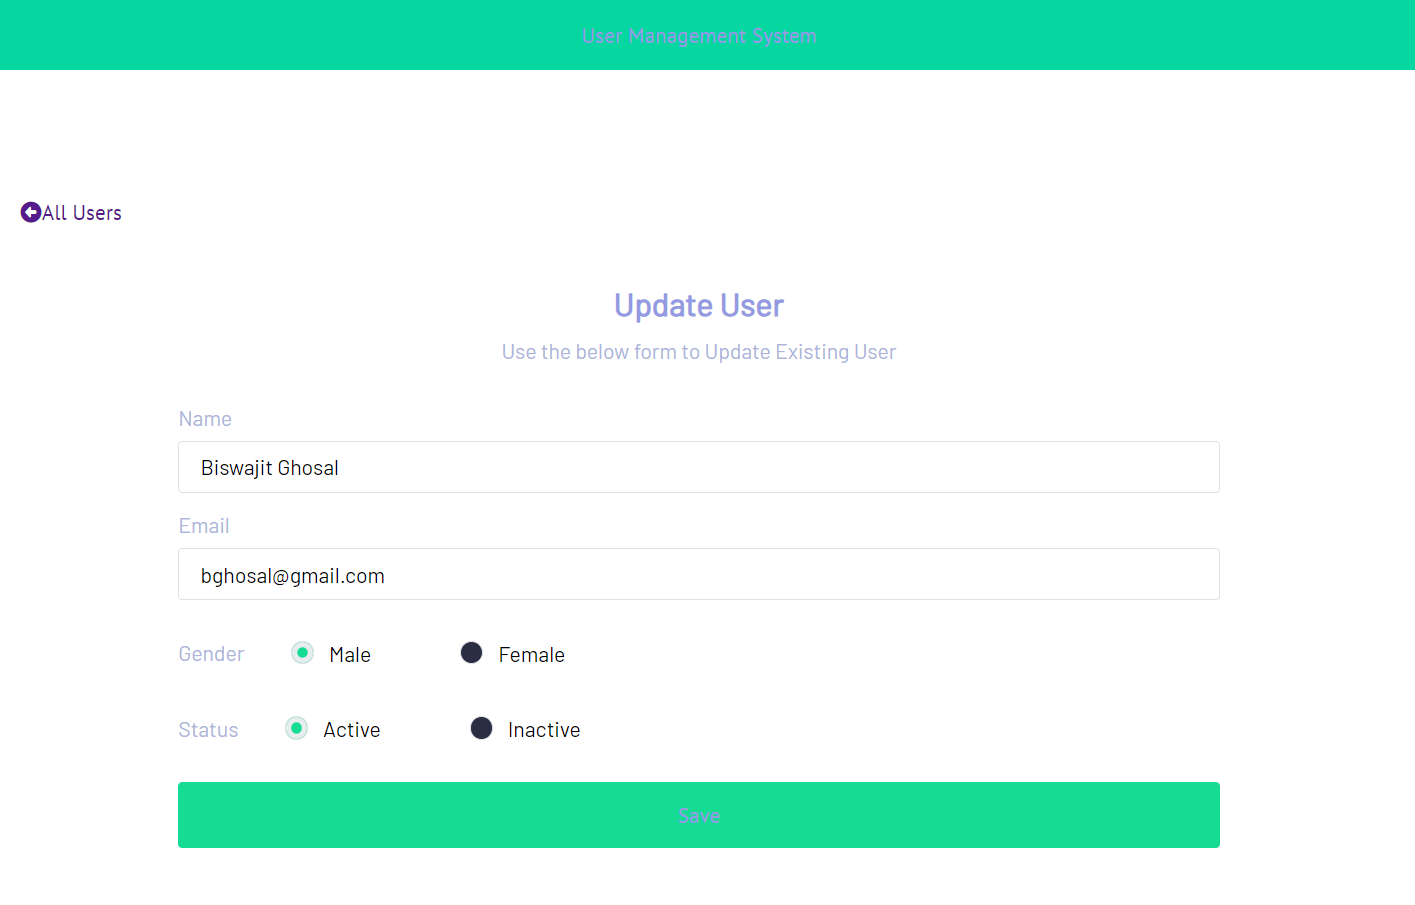 User Management System
All Users
Update User
Use the below form to Update Existing User
Name
Biswajit Ghosal
Email
bghosal@gmail.com
Gender Male Female
Status Active Inactive
Save